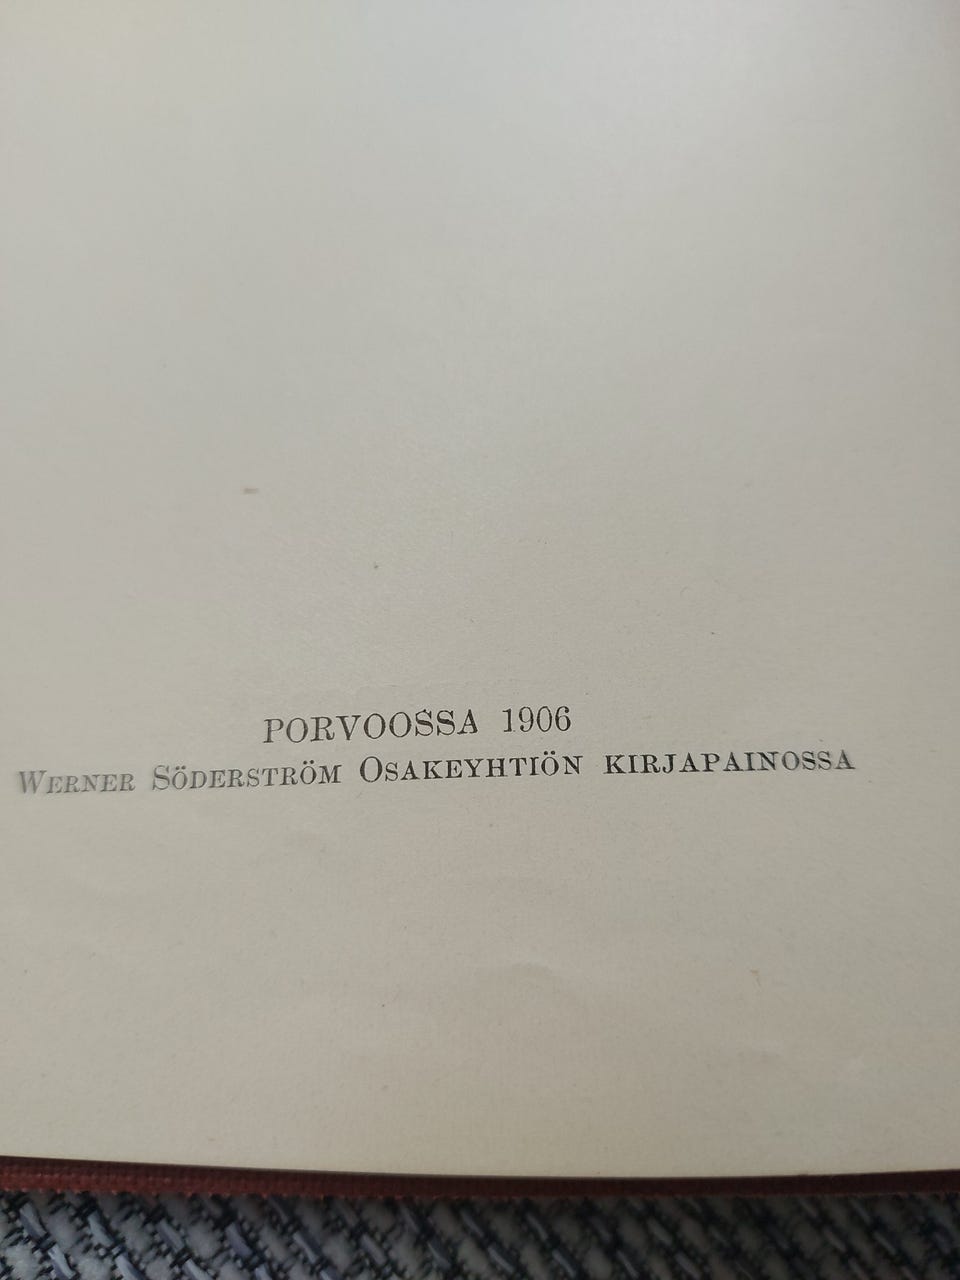 PORVOOSSA 1906
WERNER SÖDERSTRÖM OSAKEYHTIÖN KIRJAPAINOSSA